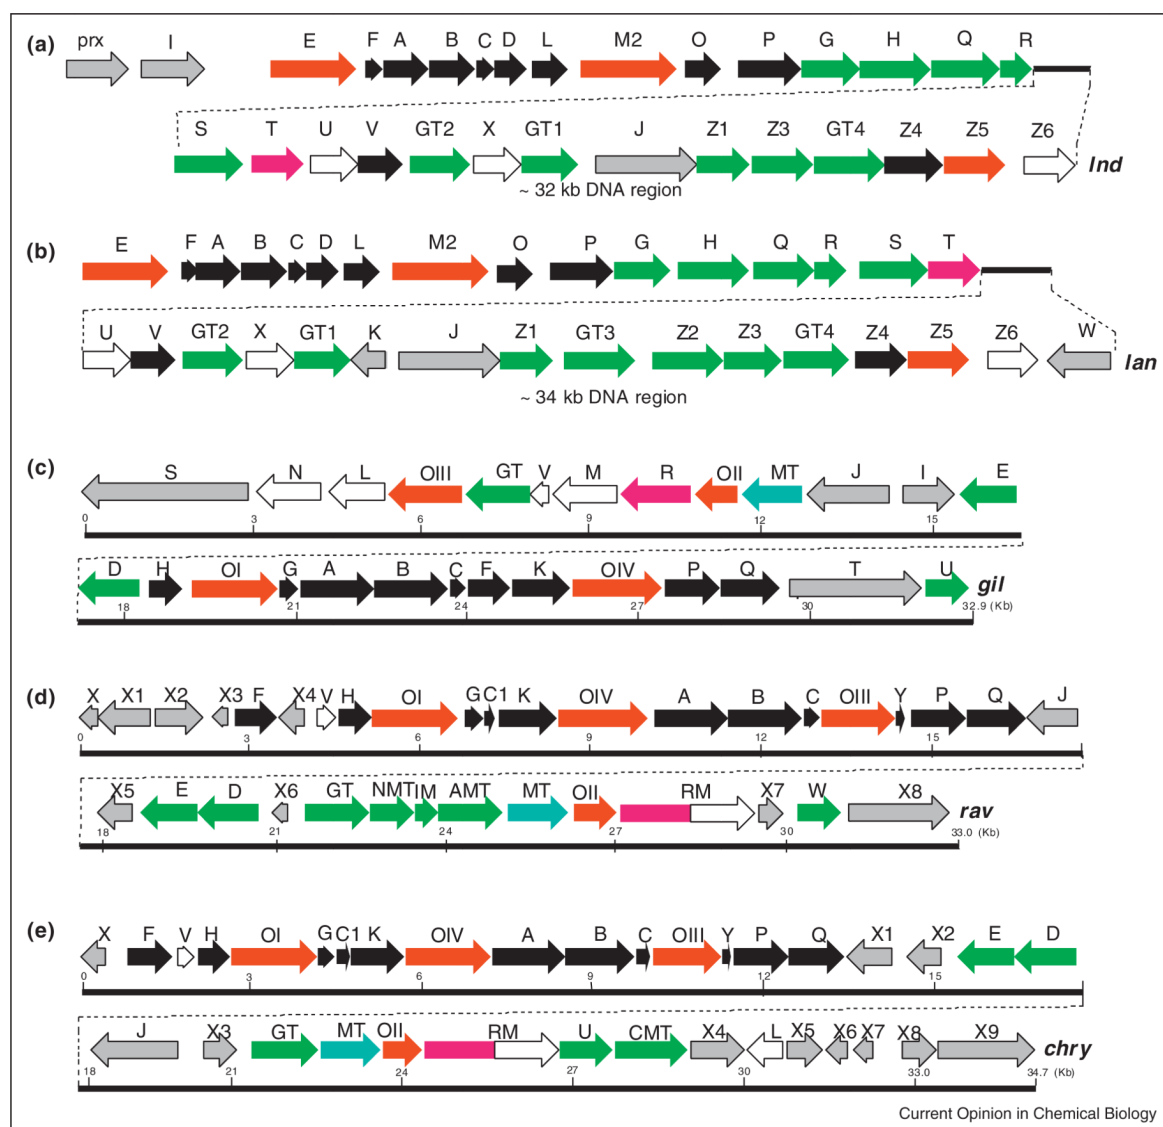 (a) prx I E F A B C D L M2 O P G H Q R
S T U V GT2 X GT1 J Z1 Z3 GT4 Z4 Z5 Z6
lnd
~ 32 kb DNA region
(b) E F A B C D L M2 O P G H Q R S T
U V GT2 X GT1 K J Z1 GT3 Z2 Z3 GT4 Z4 Z5 Z6 W
lan
~ 34 kb DNA region
(c) S N L OIII GT V M R OII MT J I E
0 3 6 9 12 15
D H OI G A B C F K OIV P Q T U
gil
18 21 24 27 30 32.9 (Kb)
(d) X X1 X2 X3 F X4 V H OI G C1 K OIV A B C OIII Y P Q J
0 3 6 9 12 15
X5 E D X6 GT NMT IM AMT MT OII RM X7 W X8
rav
18 21 24 27 30 33.0 (Kb)
(e) X F V H OI G C1 K OIV A B C OIII Y P Q X1 X2 E D
0 3 6 9 12 15
J X3 GT MT OII RM U CMT X4 L X5 X6 X7 X8 X9
chry
18 21 24 27 30 33.0 34.7 (Kb)
Current Opinion in Chemical Biology